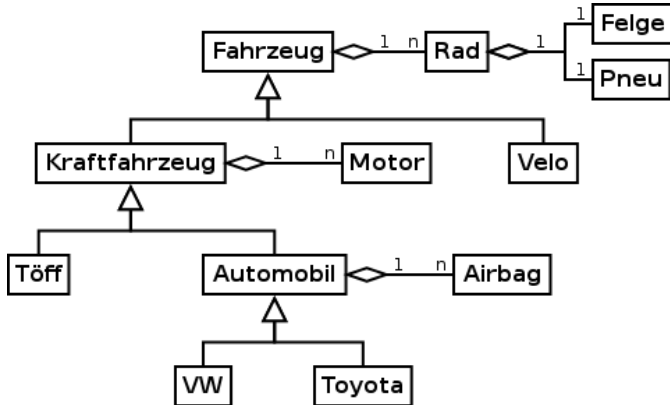 Fahrzeug 1 n Rad 1 1 Felge
1 Pneu
Kraftfahrzeug 1 n Motor Velo
Töff Automobil 1 n Airbag
VW Toyota